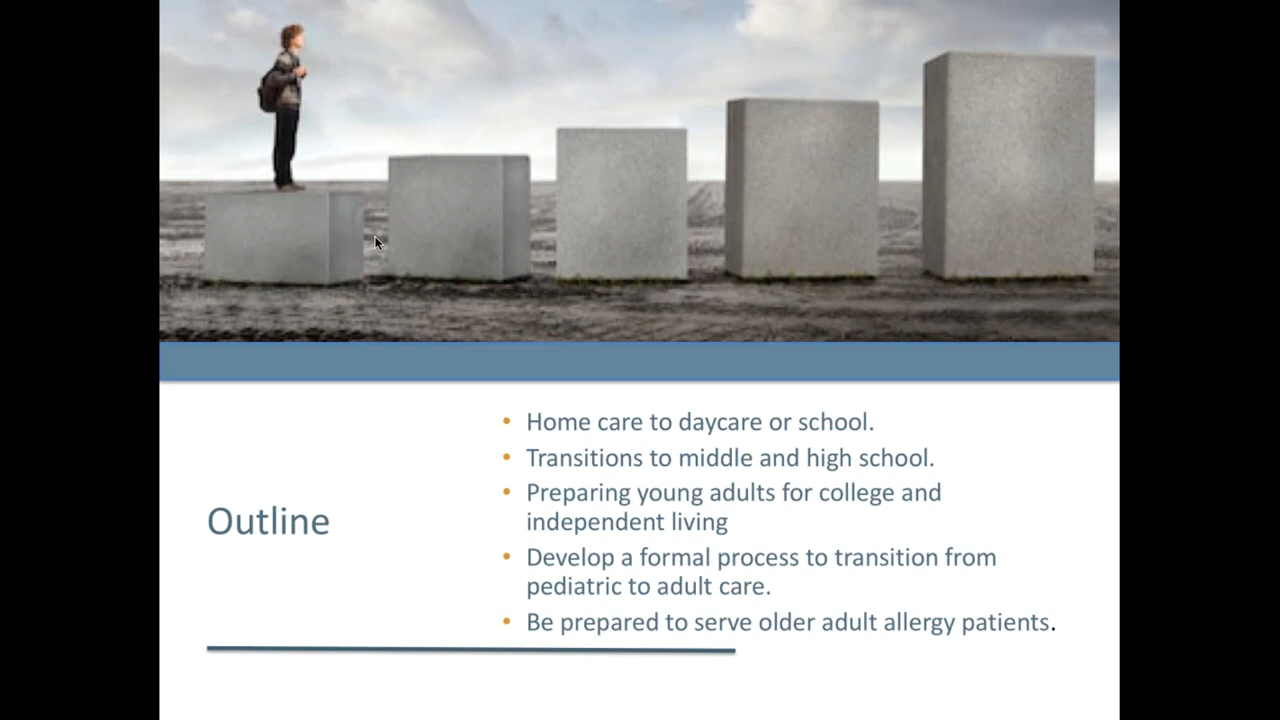 Outline
• Home care to daycare or school.
• Transitions to middle and high school.
• Preparing young adults for college and
independent living
• Develop a formal process to transition from
pediatric to adult care.
• Be prepared to serve older adult allergy patients.